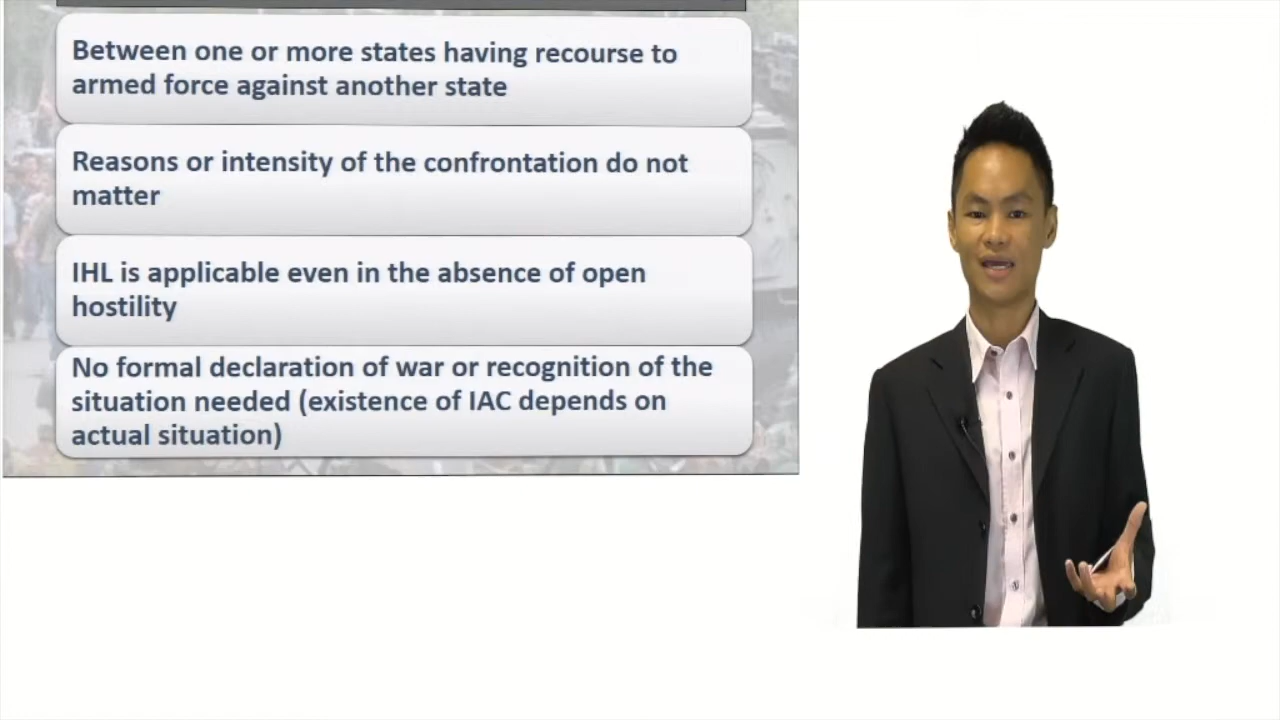 Between one or more states having recourse to
armed force against another state
Reasons or intensity of the confrontation do not
matter
IHL is applicable even in the absence of open
hostility
No formal declaration of war or recognition of the
situation needed (existence of IAC depends on
actual situation)